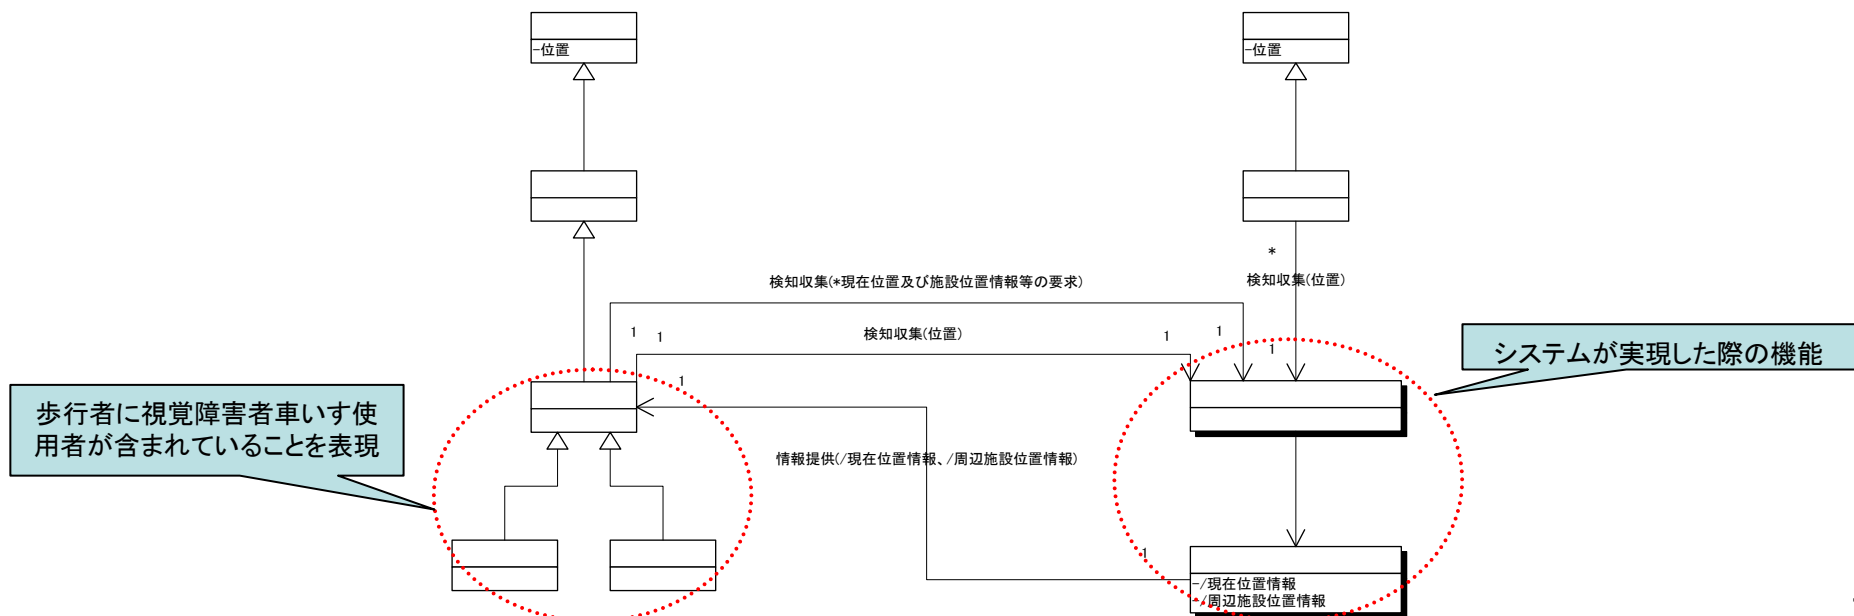 -位置
-位置
*
検知収集(*現在位置及び施設位置情報等の要求)
検知収集(位置)
1
1
検知収集(位置)
1
1
1
システムが実現した際の機能
1
歩行者に視覚障害者車いす使
用者が含まれていることを表現
情報提供(/現在位置情報、/周辺施設位置情報)
1
-/現在位置情報
-/周辺施設位置情報